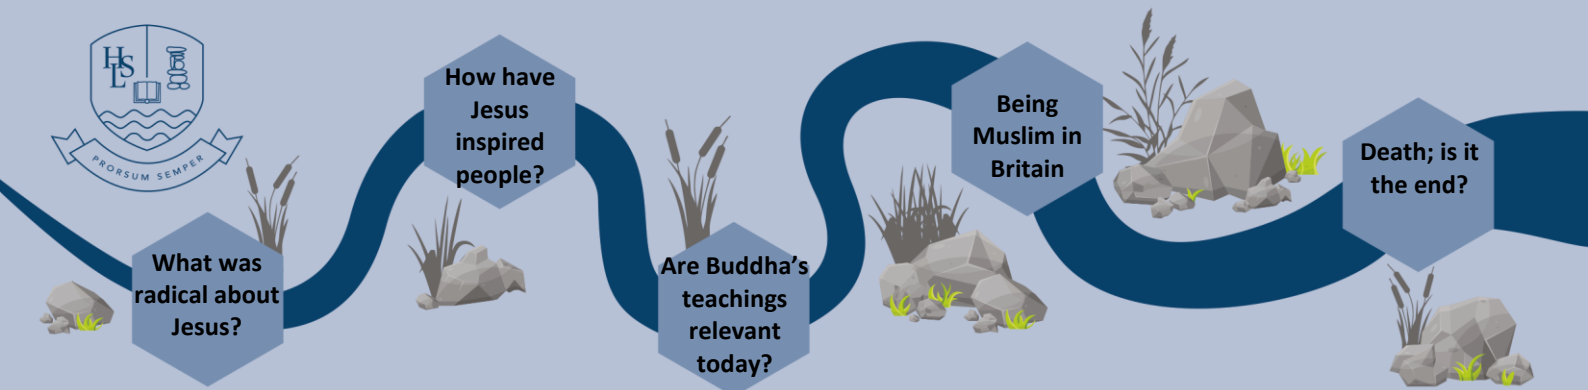 HLS
PRORSUM SEMPER
What was
radical about
Jesus?
How have
Jesus
inspired
people?
Are Buddha's
teachings
relevant
today?
Being
Muslim in
Britain
Death; is it
the end?